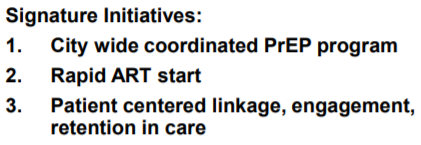 Signature Initiatives:
1. City wide coordinated PrEP program
2. Rapid ART start
3. Patient centered linkage, engagement,
retention in care